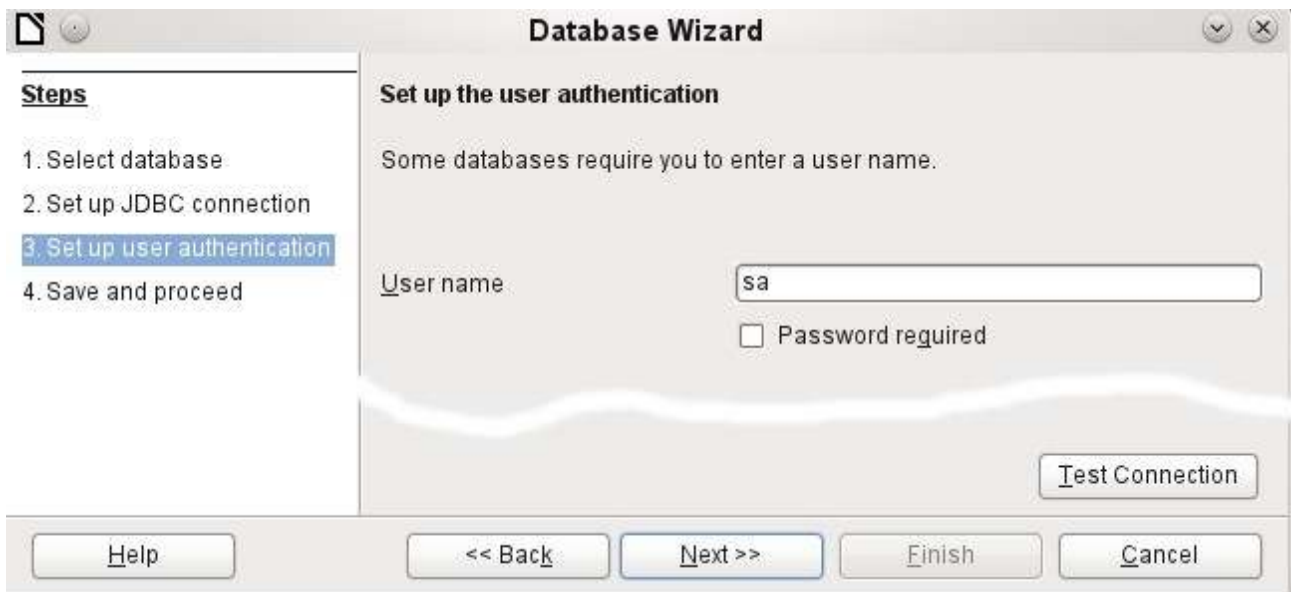 Database Wizard
Steps
1. Select database
2. Set up JDBC connection
3. Set up user authentication
4. Save and proceed
Set up the user authentication
Some databases require you to enter a user name.
User name
sa
Password required
Test Connection
Help
<< Back
Next >>
Finish
Cancel